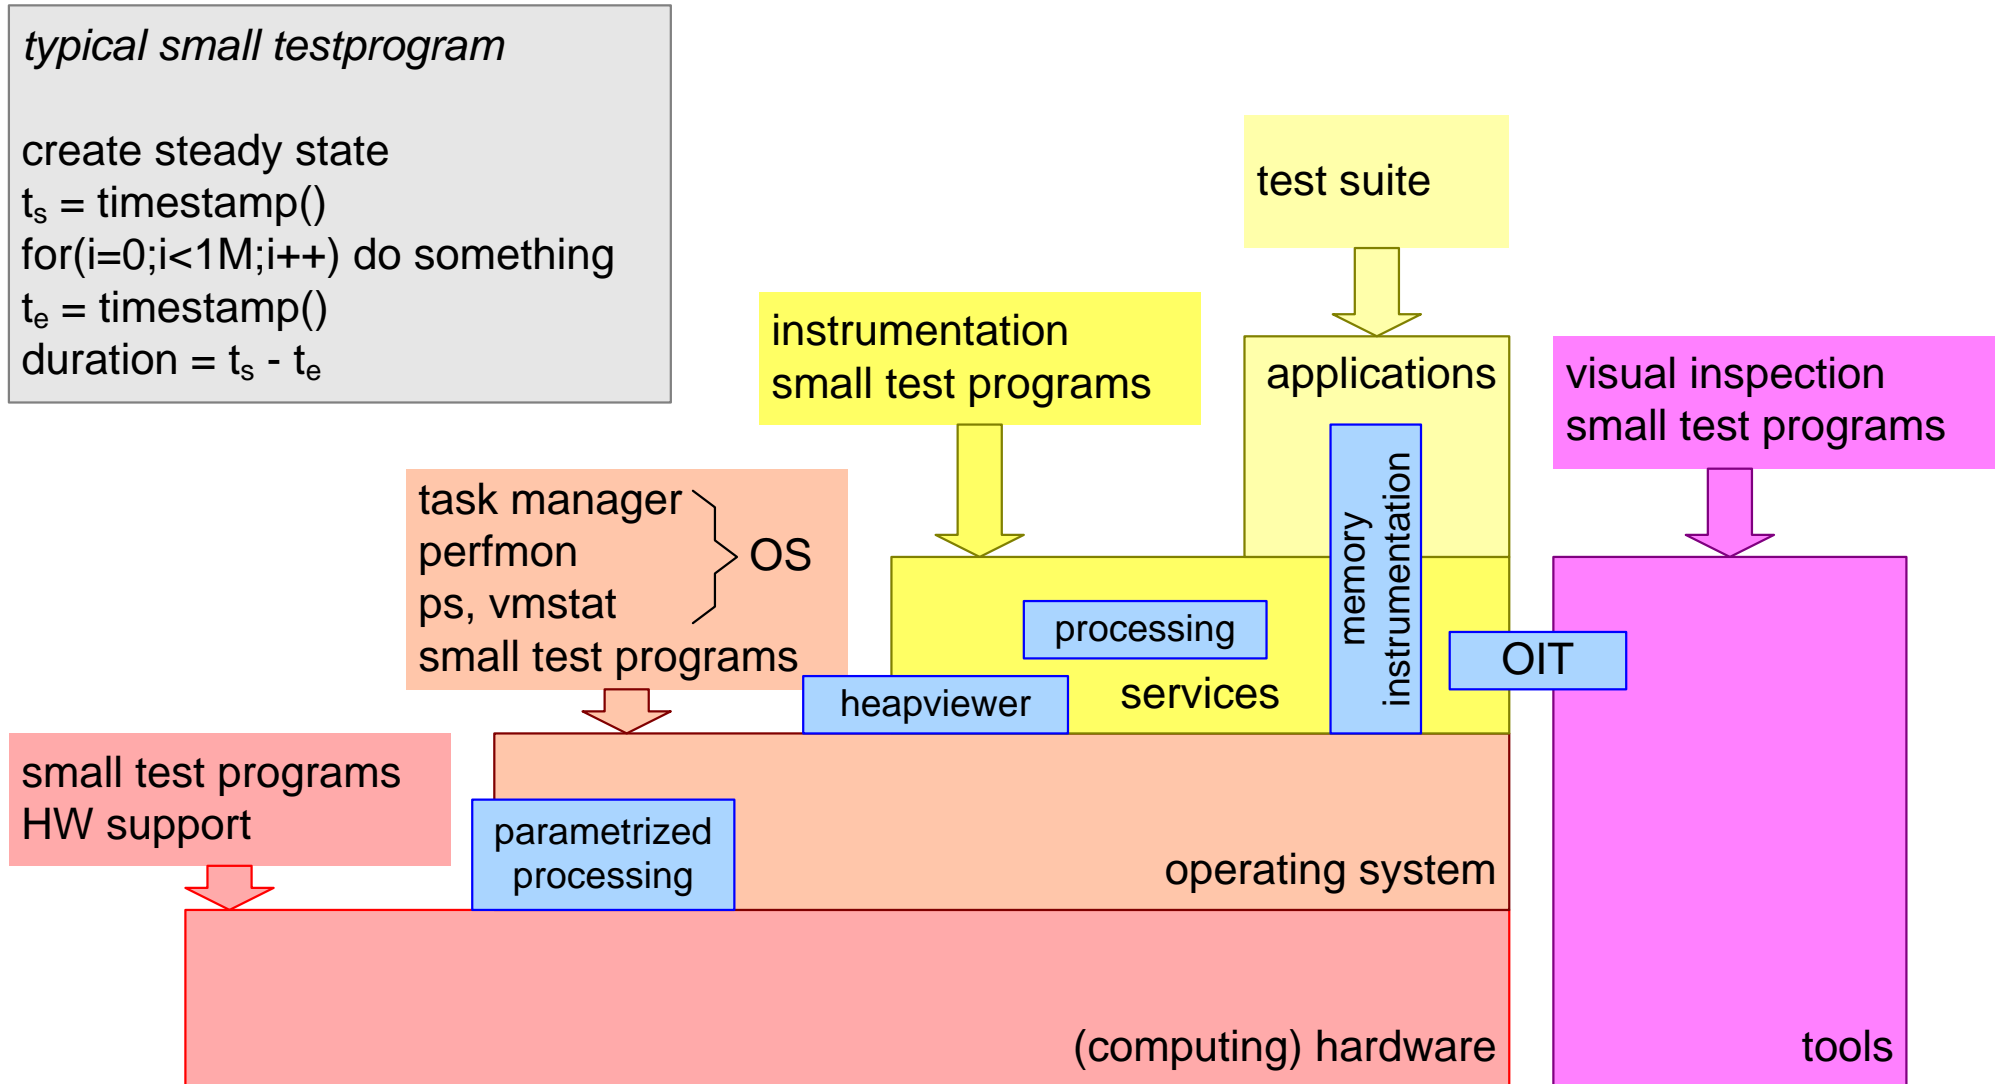 typical small testprogram
create steady state
tₛ = timestamp()
for(i=0;i<1M;i++) do something
tₑ = timestamp()
duration = tₛ - tₑ
test suite
instrumentation
small test programs
applications
visual inspection
small test programs
task manager
perfmon
ps, vmstat
OS
small test programs
memory
instrumentation
processing
OIT
heapviewer
services
small test programs
HW support
parametrized
processing
operating system
(computing) hardware
tools